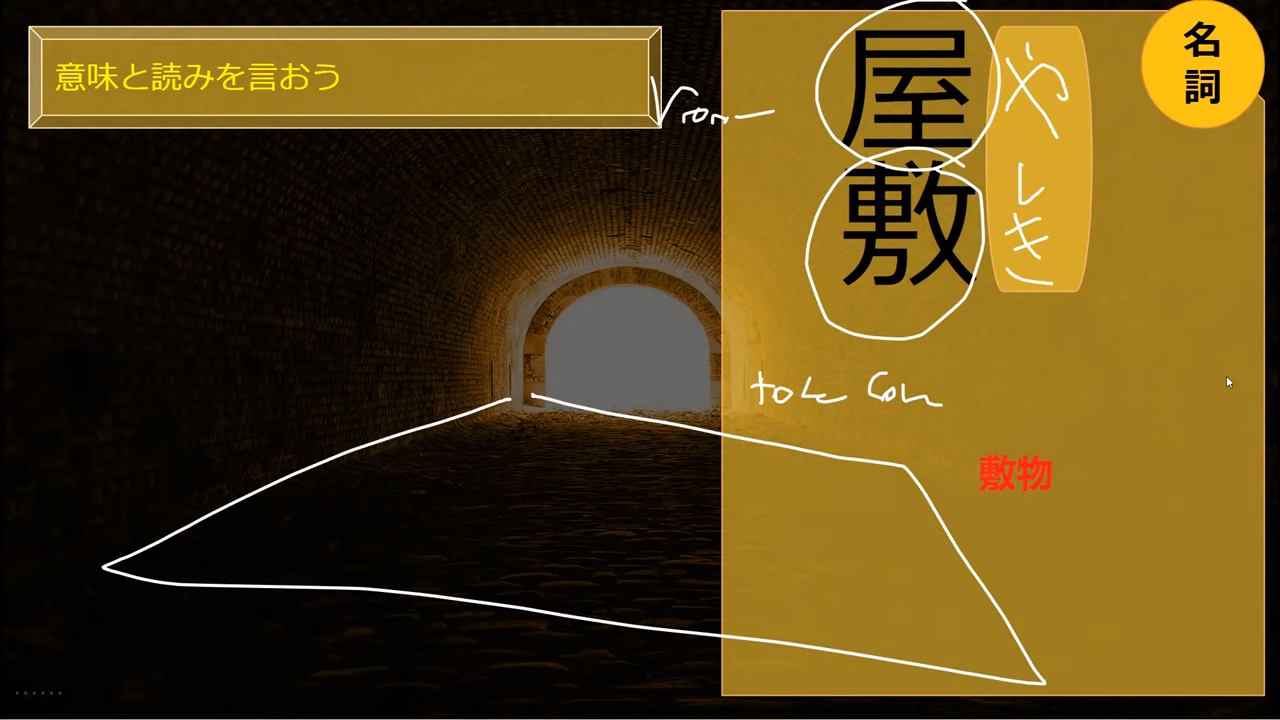 意味と読みを言おう
屋敷
やしき
名詞
敷物